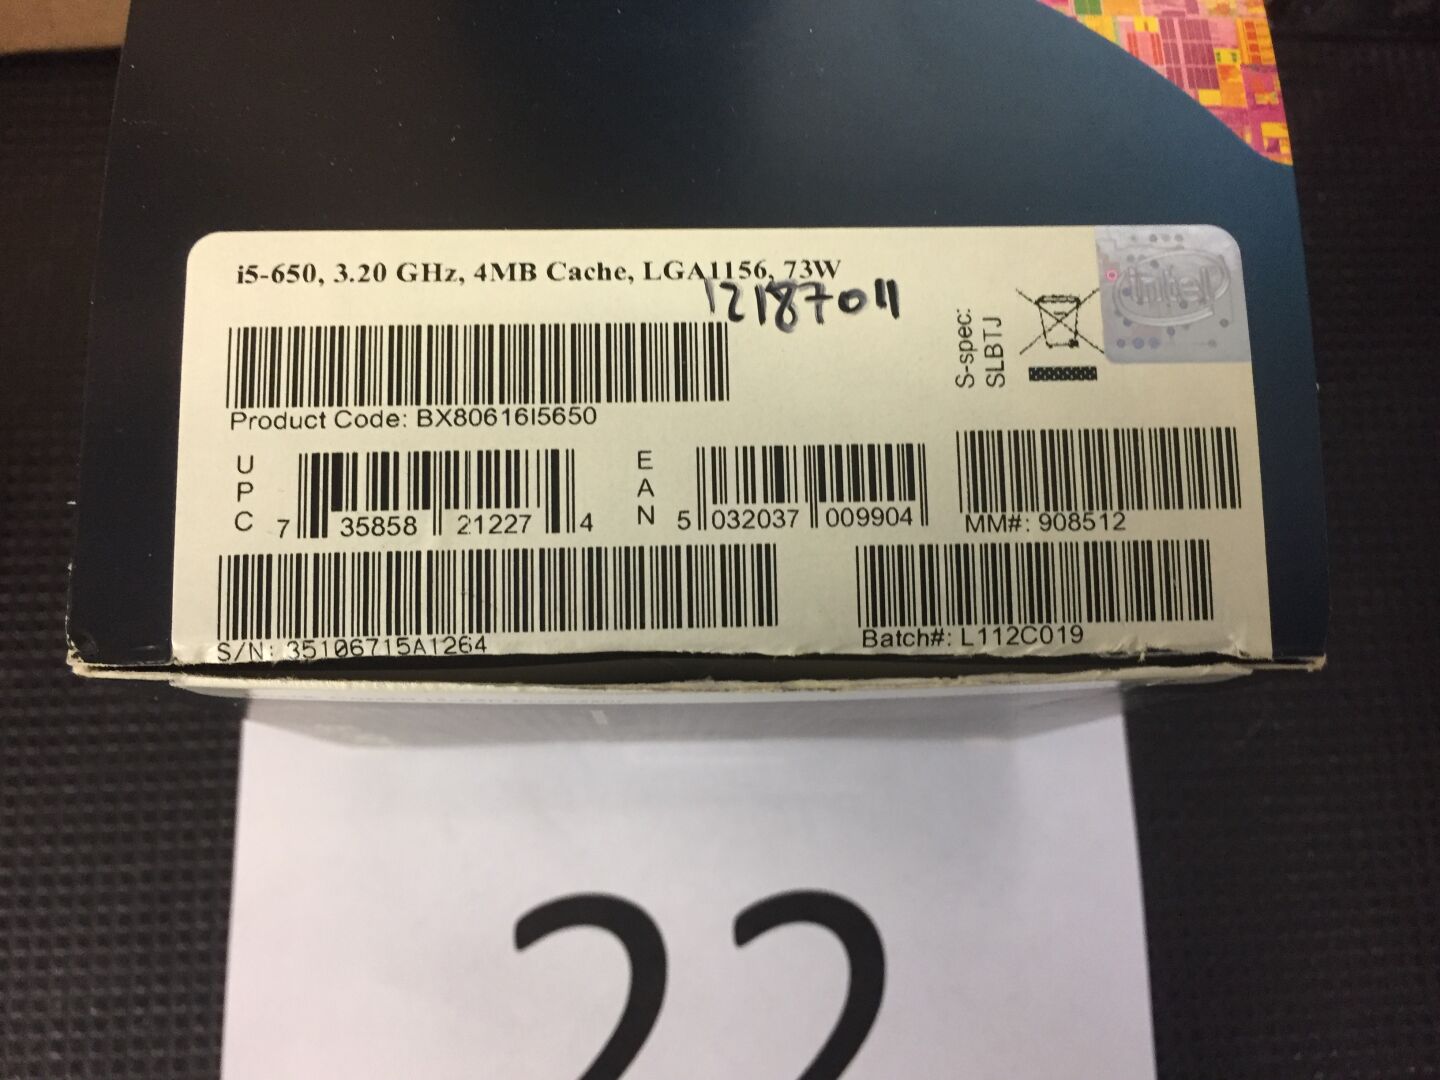 i5-650, 3.20 GHz, 4MB Cache, LGA1156, 73W
12187011
intel
S-spec:
SLBTJ
Product Code: BX80616I5650
UPC 7 35858 21227 4
EAN 5 032037 009904
MM#: 908512
S/N: 35106715A1264
Batch#: L112C019
22